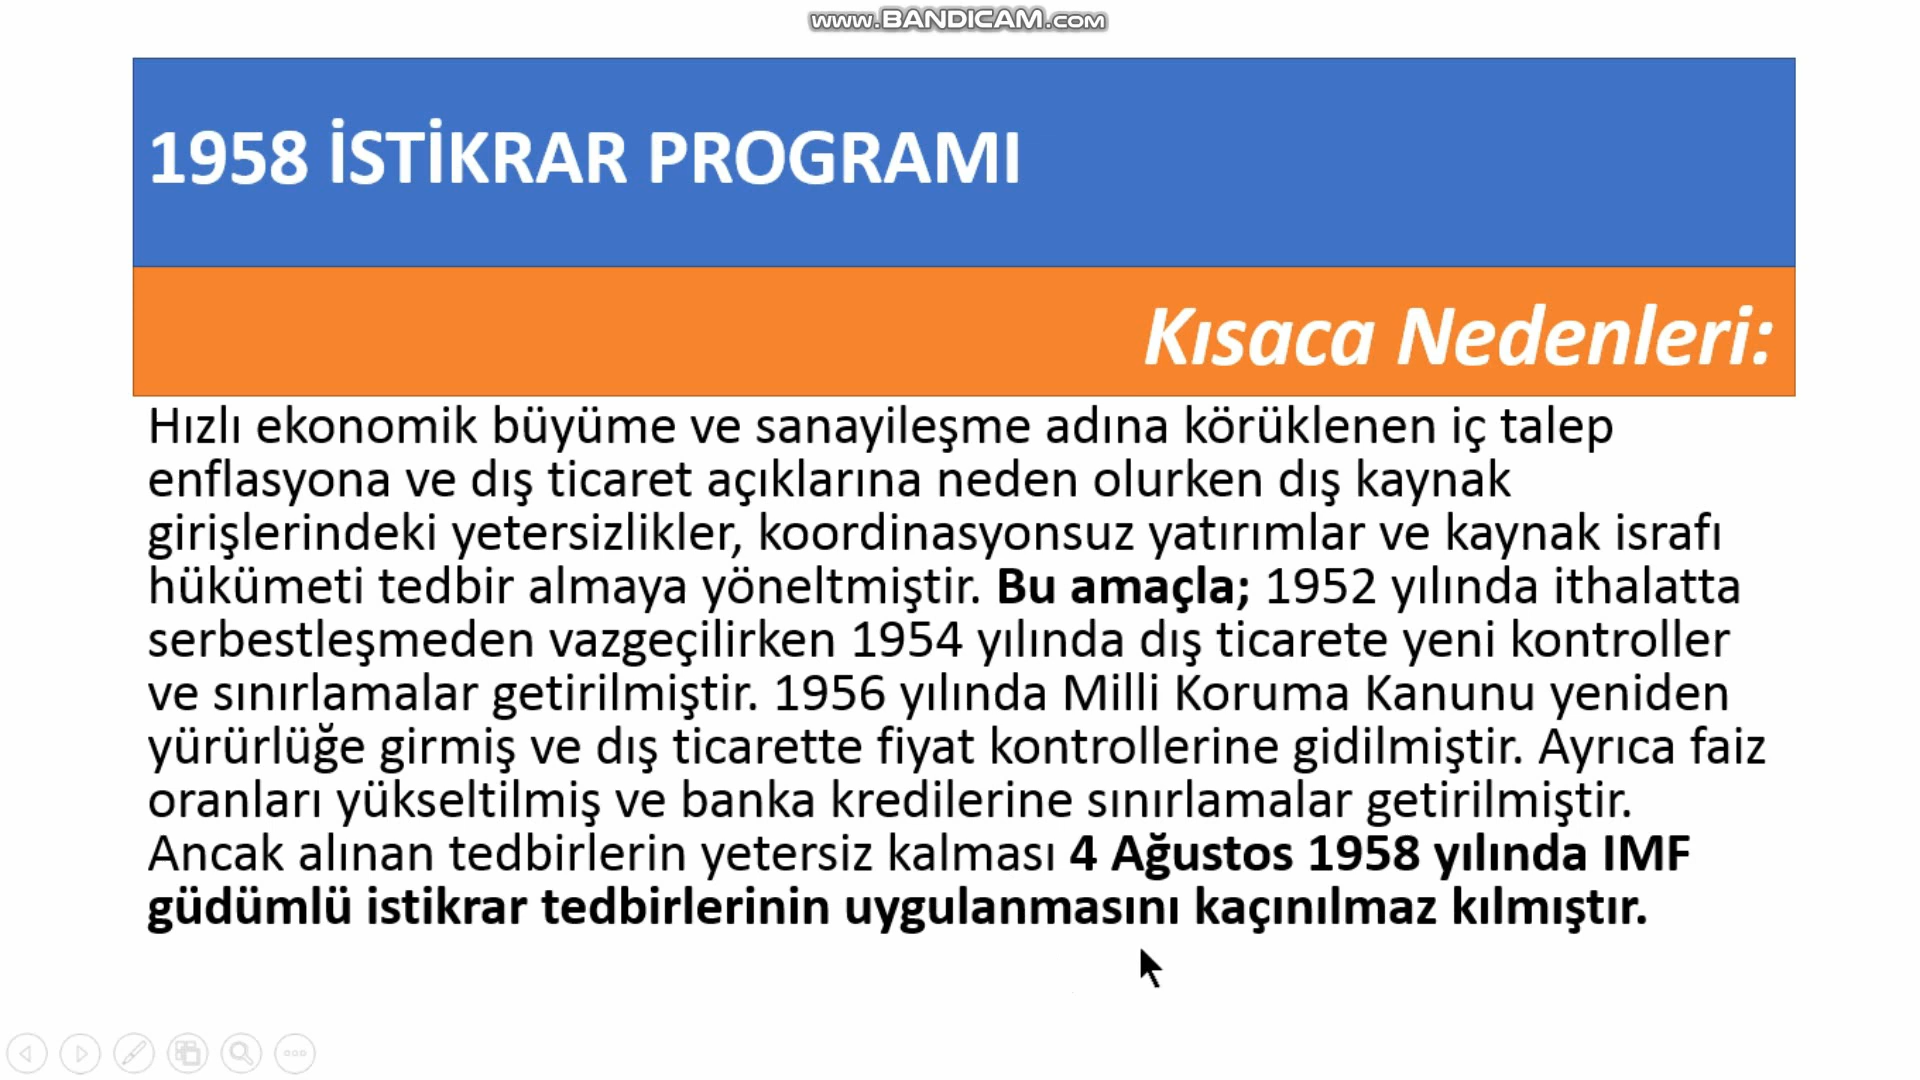 www.BANDICAM.com
1958 İSTİKRAR PROGRAMI
Kısaca Nedenleri:
Hızlı ekonomik büyüme ve sanayileşme adına körüklenen iç talep
enflasyona ve dış ticaret açıklarına neden olurken dış kaynak
girişlerindeki yetersizlikler, koordinasyonsuz yatırımlar ve kaynak israfı
hükümeti tedbir almaya yöneltmiştir. Bu amaçla; 1952 yılında ithalatta
serbestleşmeden vazgeçilirken 1954 yılında dış ticarete yeni kontroller
ve sınırlamalar getirilmiştir. 1956 yılında Milli Koruma Kanunu yeniden
yürürlüğe girmiş ve dış ticarette fiyat kontrollerine gidilmiştir. Ayrıca faiz
oranları yükseltilmiş ve banka kredilerine sınırlamalar getirilmiştir.
Ancak alınan tedbirlerin yetersiz kalması 4 Ağustos 1958 yılında IMF
güdümlü istikrar tedbirlerinin uygulanmasını kaçınılmaz kılmıştır.